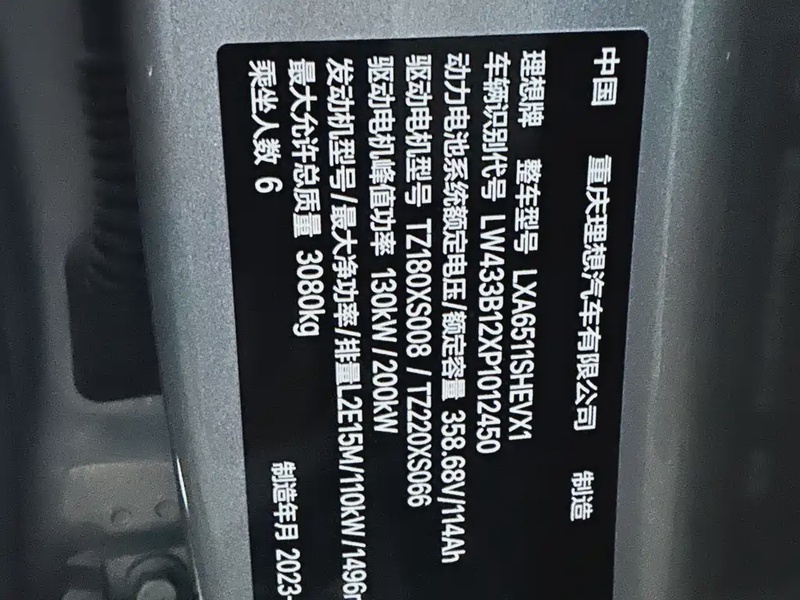 中国 重庆理想汽车有限公司 制造
理想牌 整车型号 LXA6511SHEVX1
车辆识别代号 LW433B12XP1012450
动力电池系统额定电压/额定容量 358.68V/114Ah
驱动电机型号 TZ180XS008 / TZ220XS066
驱动电机峰值功率 130kW/200kW
发动机型号/最大净功率/排量L2E15M/110kW/1496m
最大允许总质量 3080kg
乘坐人数 6 制造年月 2023-